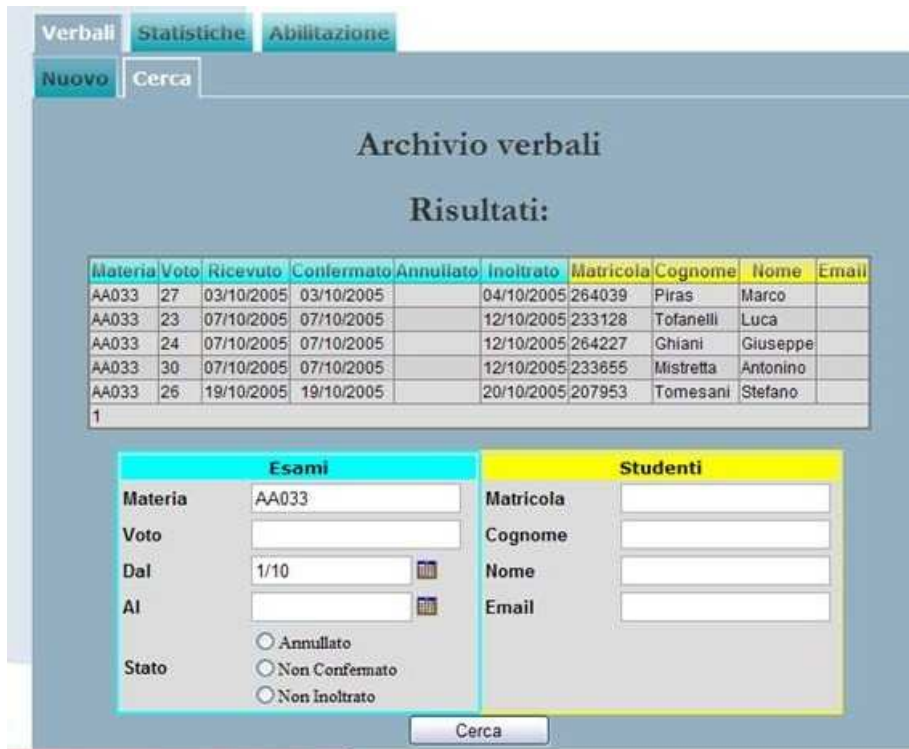 Verbali Statistiche Abilitazione
Nuovo Cerca
Archivio verbali
Risultati:
Materia Voto Ricevuto Confermato Annullato Inoltrato Matricola Cognome Nome Email
AA033 27 03/10/2005 03/10/2005 04/10/2005 264039 Piras Marco
AA033 23 07/10/2005 07/10/2005 12/10/2005 233128 Tofanelli Luca
AA033 24 07/10/2005 07/10/2005 12/10/2005 264227 Ghiani Giuseppe
AA033 30 07/10/2005 07/10/2005 12/10/2005 233655 Mistretta Antonino
AA033 26 19/10/2005 19/10/2005 20/10/2005 207953 Tomesani Stefano
1
Esami Studenti
Materia AA033 Matricola
Voto Cognome
Dal 1/10 Nome
Al Email
Annullato
Stato Non Confermato
Non Inoltrato
Cerca